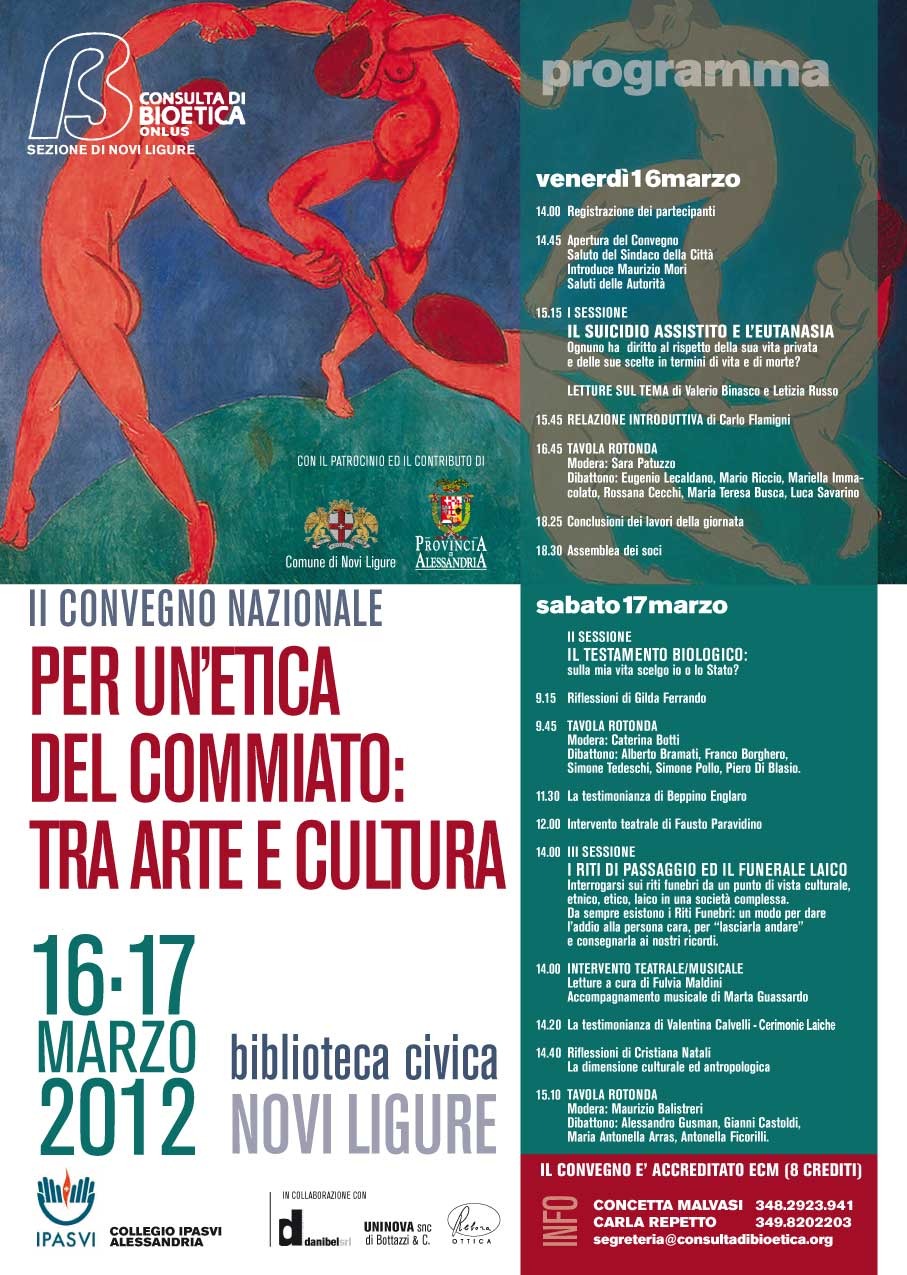 CONSULTA DI
BIOETICA
ONLUS
SEZIONE DI NOVI LIGURE
CON IL PATROCINIO ED IL CONTRIBUTO DI
Comune di Novi Ligure
PROVINCIA
DI
ALESSANDRIA
II CONVEGNO NAZIONALE
PER UN'ETICA
DEL COMMIATO:
TRA ARTE E CULTURA
16·17
MARZO
2012
biblioteca civica
NOVI LIGURE
IPASVI
COLLEGIO IPASVI
ALESSANDRIA
IN COLLABORAZIONE CON
d
danibelsrl
UNINOVA snc
di Bottazzi & C.
OTTICA
programma
venerdì16marzo
14.00 Registrazione dei partecipanti
14.45 Apertura del Convegno
Saluto del Sindaco della Città
Introduce Maurizio Mori
Saluti delle Autorità
15.15 I SESSIONE
IL SUICIDIO ASSISTITO E L'EUTANASIA
Ognuno ha diritto al rispetto della sua vita privata
e delle sue scelte in termini di vita e di morte?
LETTURE SUL TEMA di Valerio Binasco e Letizia Russo
15.45 RELAZIONE INTRODUTTIVA di Carlo Flamigni
16.45 TAVOLA ROTONDA
Modera: Sara Patuzzo
Dibattono: Eugenio Lecaldano, Mario Riccio, Mariella Imma-
colato, Rossana Cecchi, Maria Teresa Busca, Luca Savarino
18.25 Conclusioni dei lavori della giornata
18.30 Assemblea dei soci
sabato17marzo
II SESSIONE
IL TESTAMENTO BIOLOGICO:
sulla mia vita scelgo io o lo Stato?
9.15 Riflessioni di Gilda Ferrando
9.45 TAVOLA ROTONDA
Modera: Caterina Botti
Dibattono: Alberto Bramati, Franco Borghero,
Simone Tedeschi, Simone Pollo, Piero Di Blasio.
11.30 La testimonianza di Beppino Englaro
12.00 Intervento teatrale di Fausto Paravidino
14.00 III SESSIONE
I RITI DI PASSAGGIO ED IL FUNERALE LAICO
Interrogarsi sui riti funebri da un punto di vista culturale,
etnico, etico, laico in una società complessa.
Da sempre esistono i Riti Funebri: un modo per dare
l'addio alla persona cara, per "lasciarla andare"
e consegnarla ai nostri ricordi.
14.00 INTERVENTO TEATRALE/MUSICALE
Letture a cura di Fulvia Maldini
Accompagnamento musicale di Marta Guassardo
14.20 La testimonianza di Valentina Calvelli - Cerimonie Laiche
14.40 Riflessioni di Cristiana Natali
La dimensione culturale ed antropologica
15.10 TAVOLA ROTONDA
Modera: Maurizio Balistreri
Dibattono: Alessandro Gusman, Gianni Castoldi,
Maria Antonella Arras, Antonella Ficorilli.
IL CONVEGNO E' ACCREDITATO ECM (8 CREDITI)
INFO
CONCETTA MALVASI 348.2923.941
CARLA REPETTO 349.8202203
segreteria@consultadibioetica.org